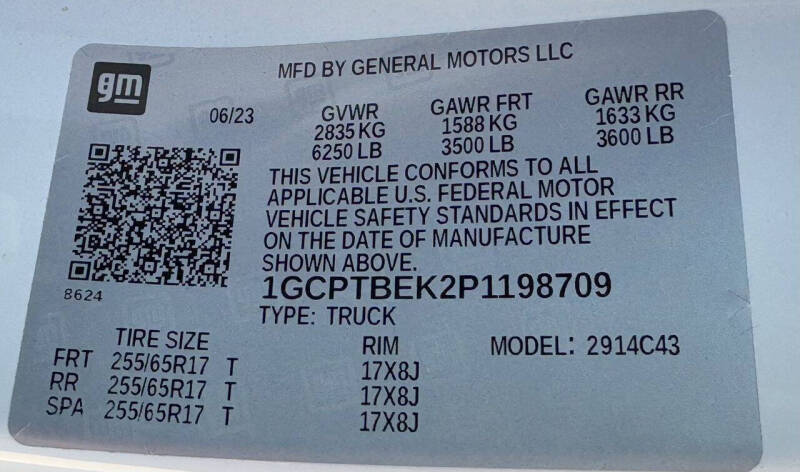 gm
MFD BY GENERAL MOTORS LLC
06/23
GVWR GAWR FRT GAWR RR
2835 KG 1588 KG 1633 KG
6250 LB 3500 LB 3600 LB
THIS VEHICLE CONFORMS TO ALL
APPLICABLE U.S. FEDERAL MOTOR
VEHICLE SAFETY STANDARDS IN EFFECT
ON THE DATE OF MANUFACTURE
SHOWN ABOVE.
8624
1GCPTBEK2P1198709
TYPE: TRUCK
TIRE SIZE RIM MODEL: 2914C43
FRT 255/65R17 T 17X8J
RR 255/65R17 T 17X8J
SPA 255/65R17 T 17X8J